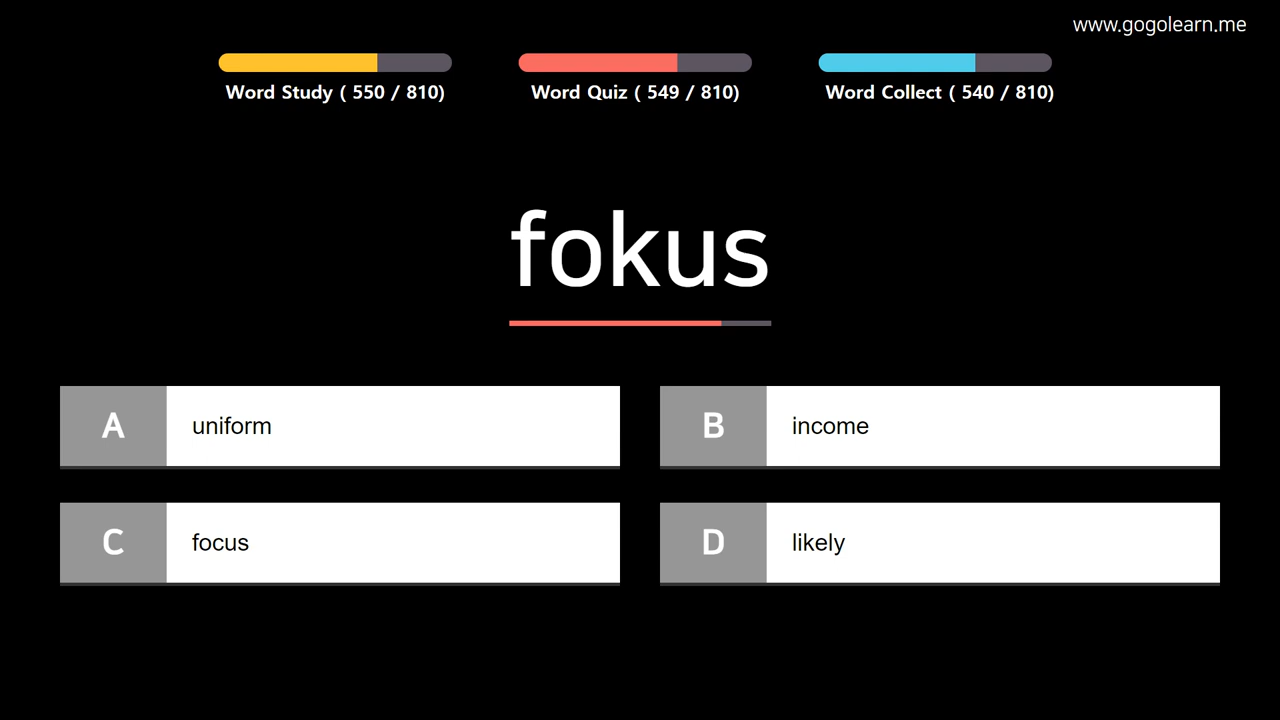 www.gogolearn.me
Word Study ( 550 / 810)
Word Quiz ( 549 / 810)
Word Collect ( 540 / 810)
fokus
A
uniform
B
income
C
focus
D
likely